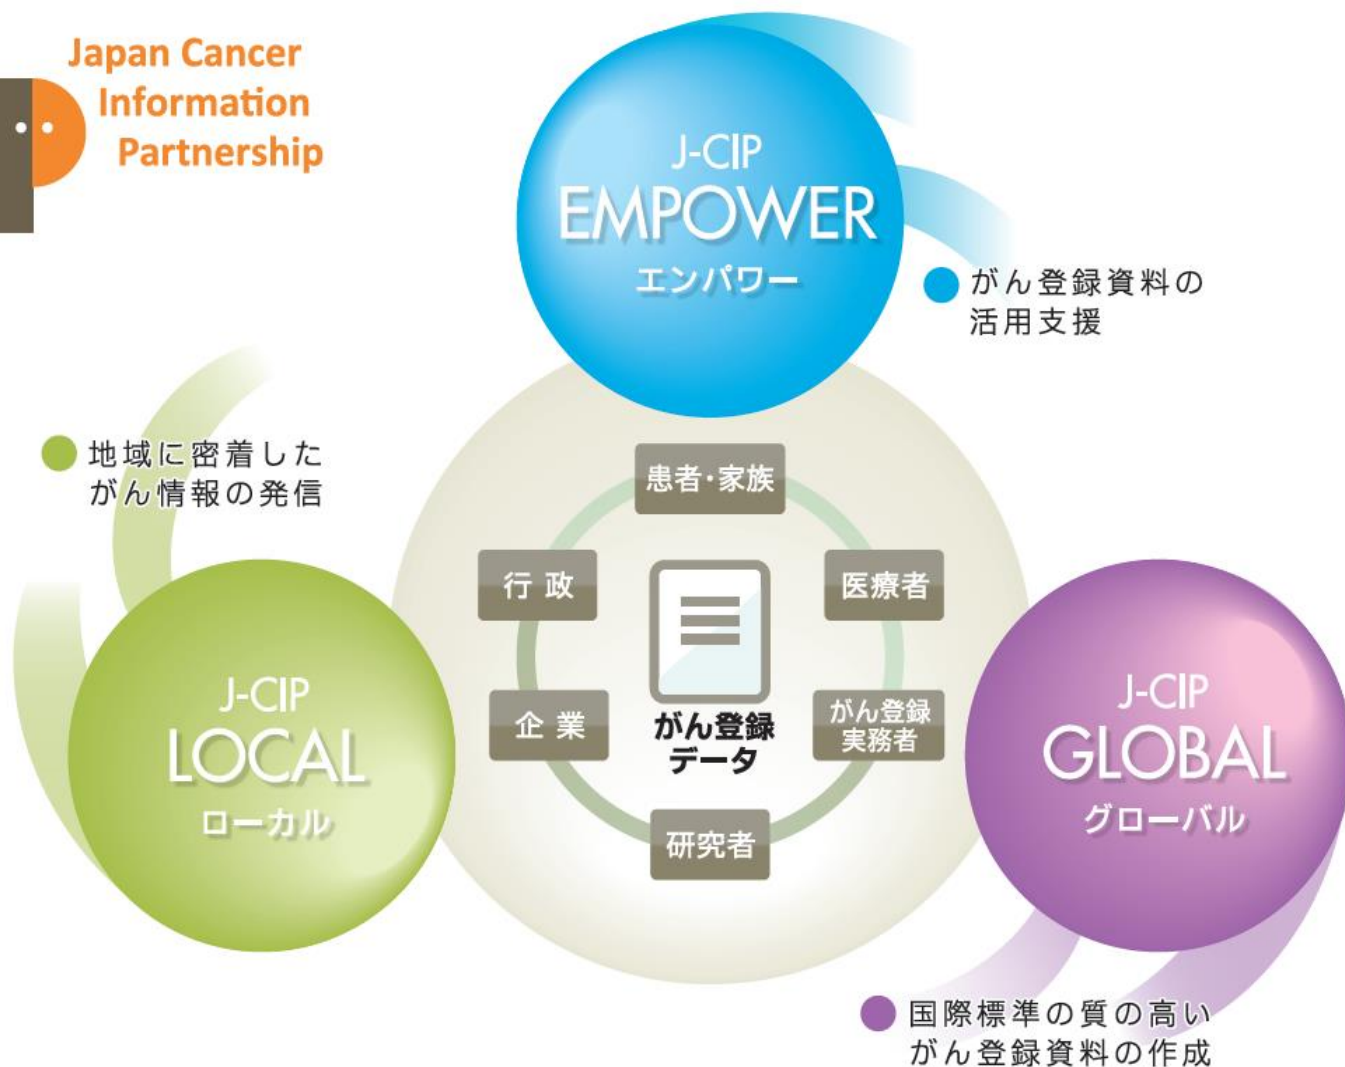 Japan Cancer
Information
Partnership
J-CIP
EMPOWER
エンパワー
がん登録資料の
活用支援
地域に密着した
がん情報の発信
患者・家族
行政
医療者
企業
がん登録
実務者
がん登録
データ
研究者
J-CIP
LOCAL
ローカル
J-CIP
GLOBAL
グローバル
国際標準の質の高い
がん登録資料の作成